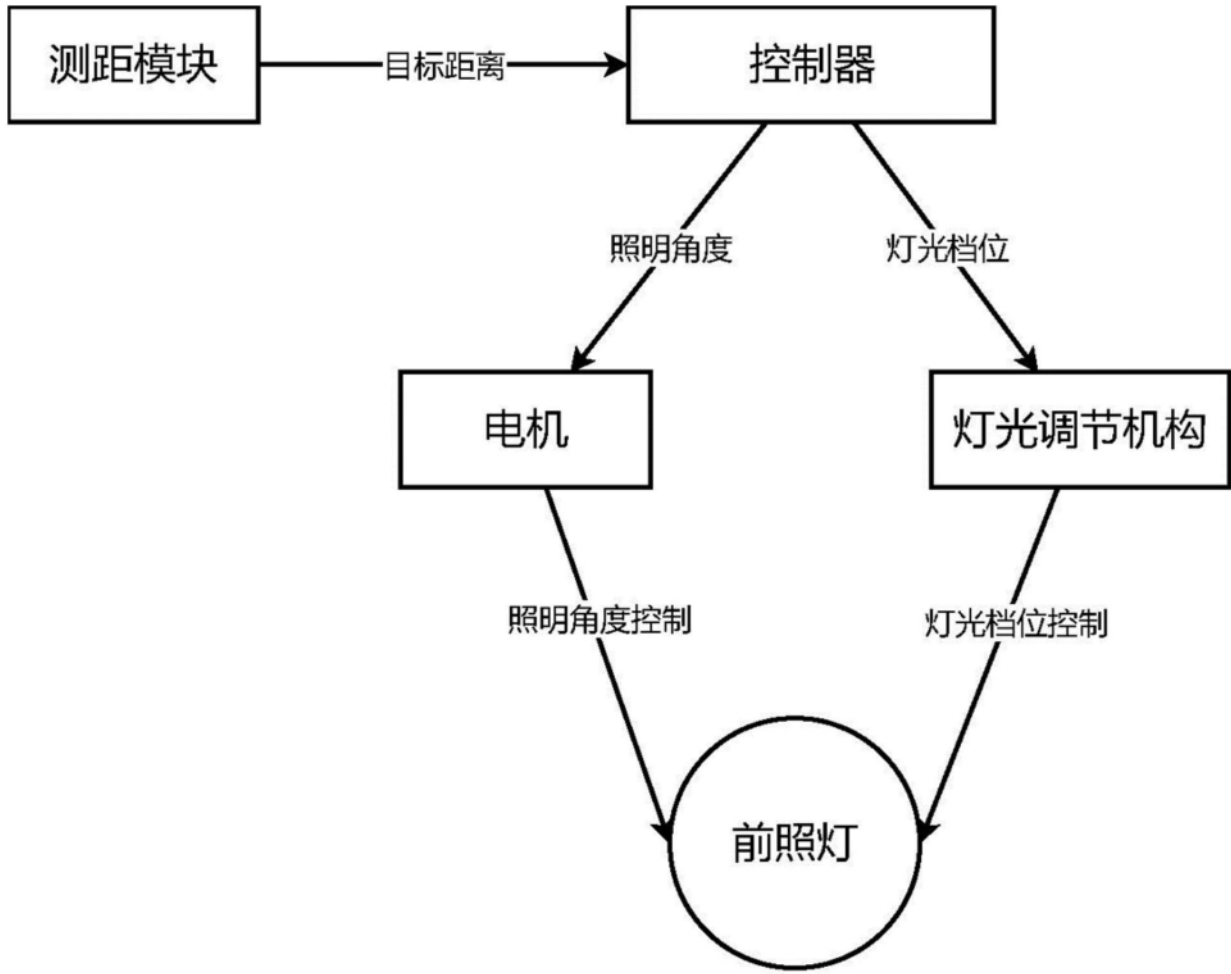 测距模块
目标距离
控制器
照明角度
灯光档位
电机
灯光调节机构
照明角度控制
灯光档位控制
前照灯